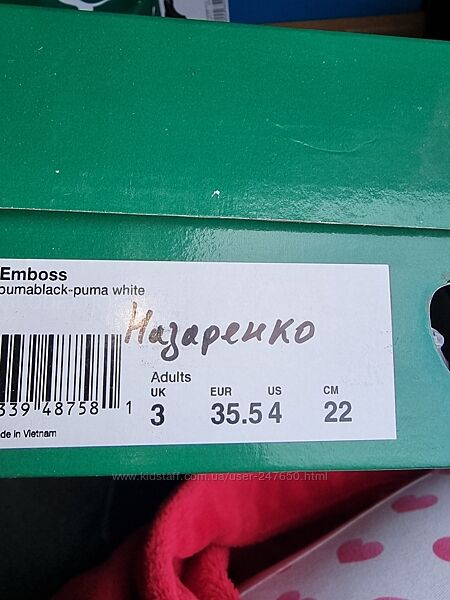 Emboss
pumablack-puma white
Назаренко
Adults
UK EUR US CM
3 35.5 4 22
339 48758 1
de in Vietnam
www.kidstaff.com.ua/user-247650.html